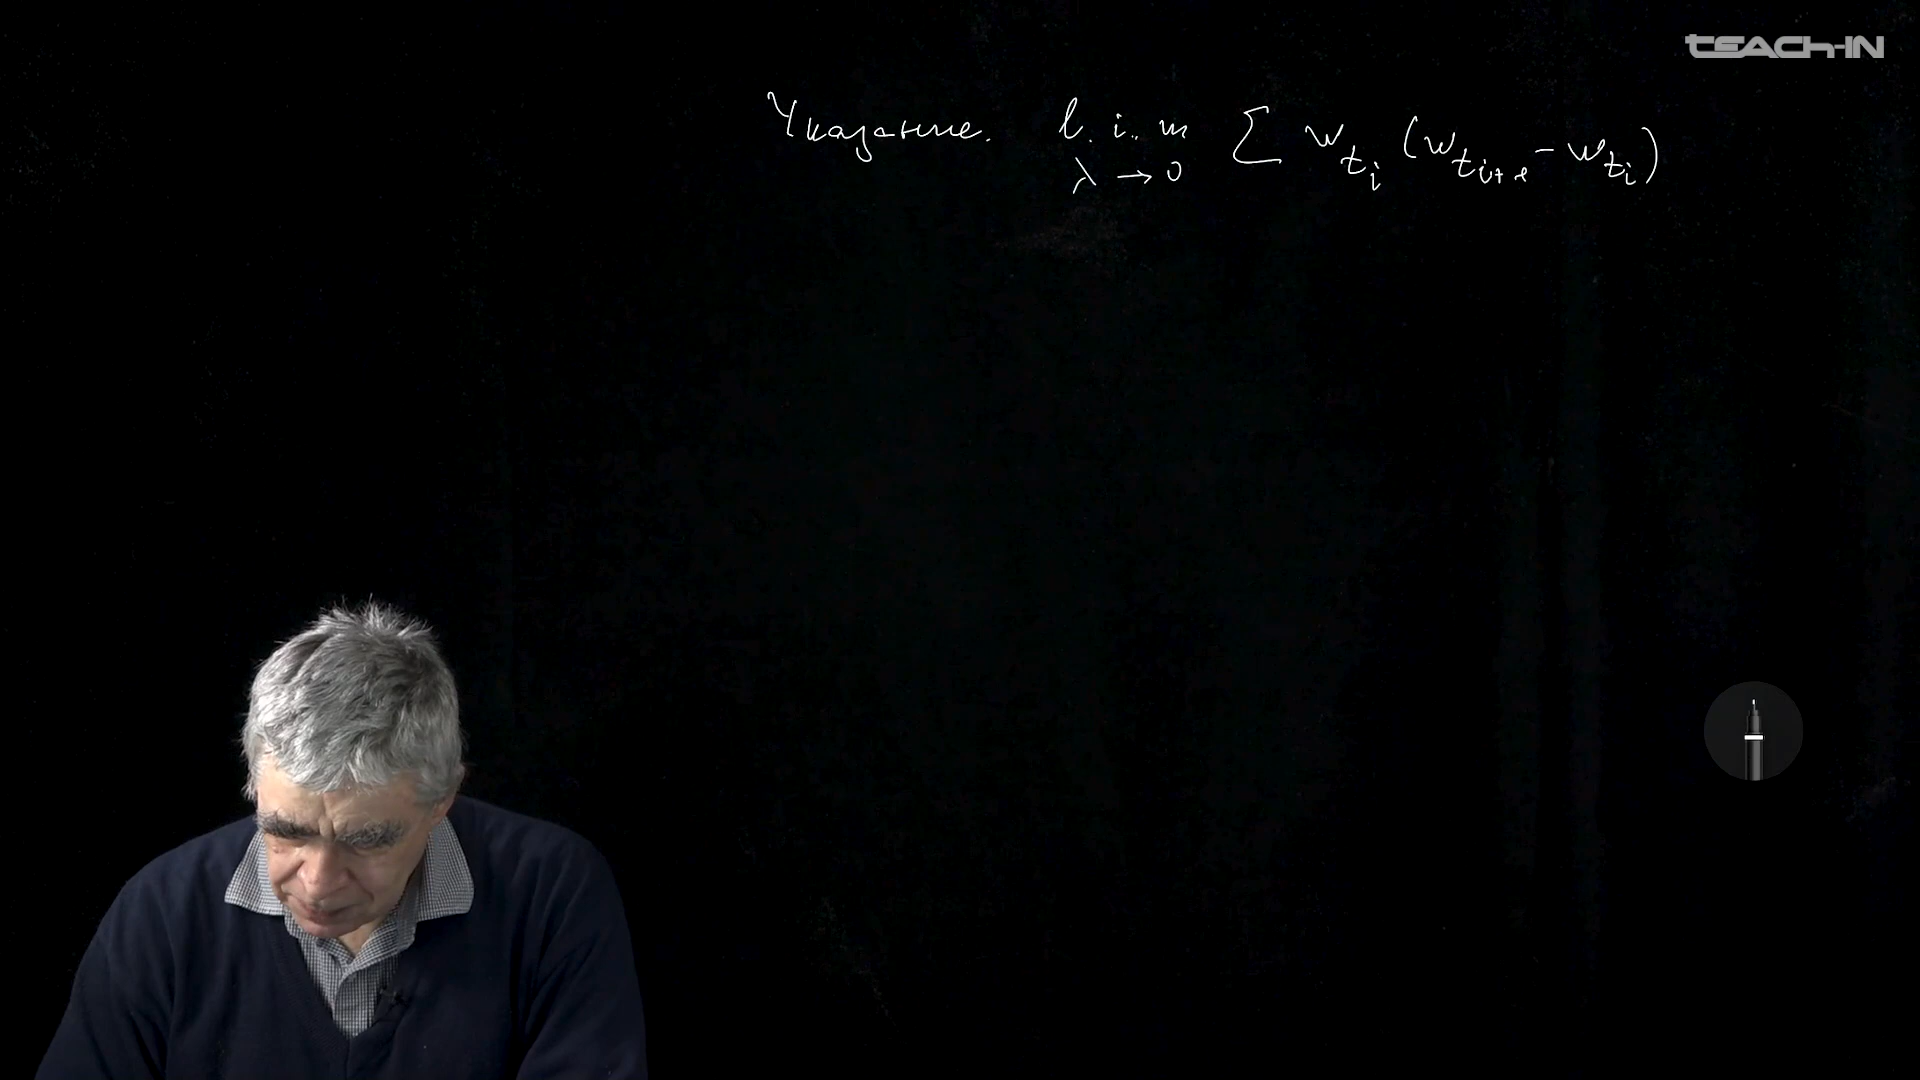 TEACH-IN
Указание. l. i. m Σ w_{t_i} (w_{t_{i+1}} - w_{t_i})
λ → 0